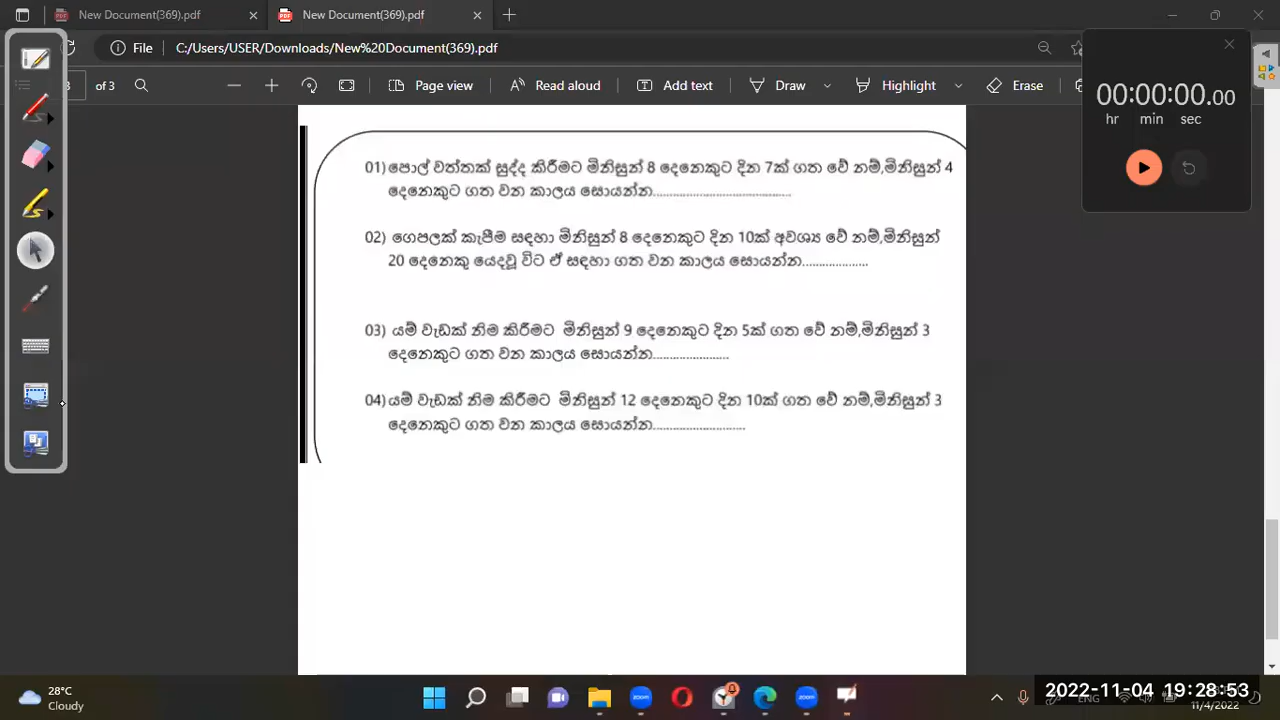 New Document(369).pdf
New Document(369).pdf
File
C:/Users/USER/Downloads/New%20Document(369).pdf
of 3
Page view
Read aloud
Add text
Draw
Highlight
Erase
00:00:00.00
hr min sec
01) පොල් වත්තක් සුද්ද කිරීමට මිනිසුන් 8 දෙනෙකුට දින 7ක් ගත වේ නම්,මිනිසුන් 4
දෙනෙකුට ගත වන කාලය සොයන්න..........................................
02) ගෙපලක් කැපීම සඳහා මිනිසුන් 8 දෙනෙකුට දින 10ක් අවශ්‍ය වේ නම්,මිනිසුන්
20 දෙනෙකු යෙදවූ විට ඒ සඳහා ගත වන කාලය සොයන්න....................
03) යම් වැඩක් නිම කිරීමට මිනිසුන් 9 දෙනෙකුට දින 5ක් ගත වේ නම්,මිනිසුන් 3
දෙනෙකුට ගත වන කාලය සොයන්න.......................
04) යම් වැඩක් නිම කිරීමට මිනිසුන් 12 දෙනෙකුට දින 10ක් ගත වේ නම්,මිනිසුන් 3
දෙනෙකුට ගත වන කාලය සොයන්න............................
28°C
Cloudy
zoom
zoom
ENG
2022-11-04 19:28:53
11/4/2022